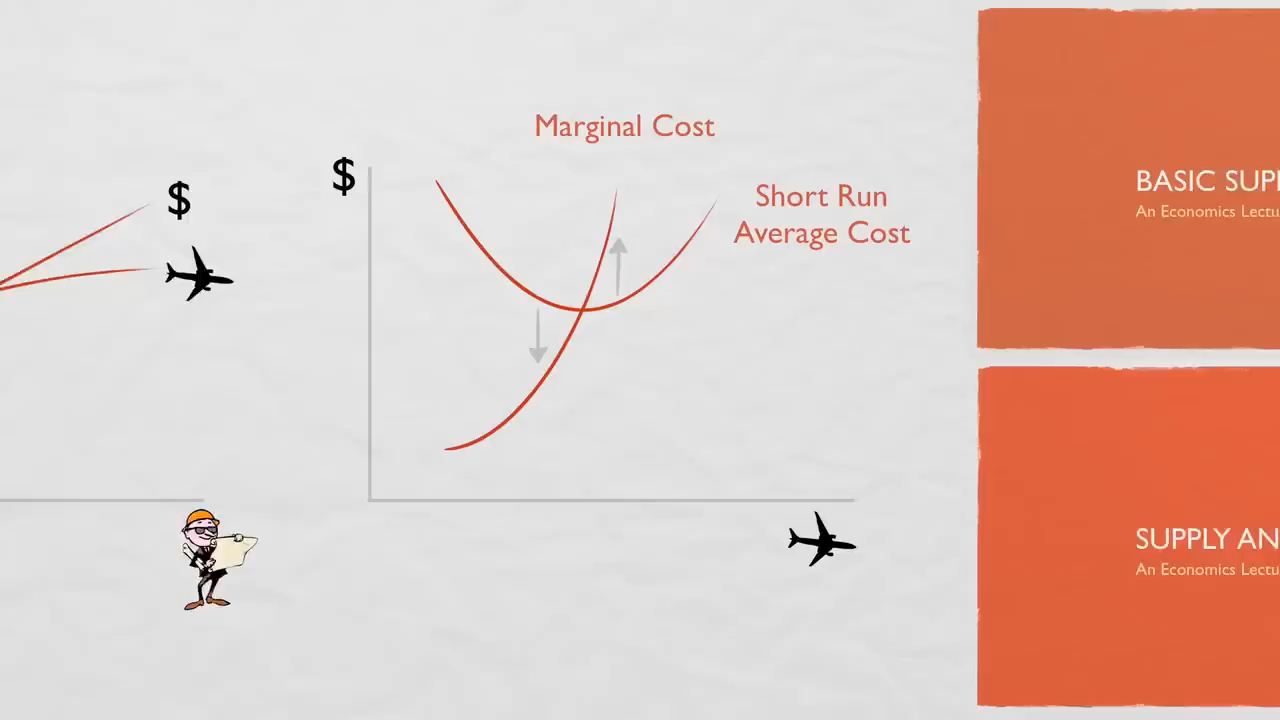 Marginal Cost
$
$
Short Run
Average Cost
BASIC SUP
An Economics Lectu
SUPPLY AN
An Economics Lectu